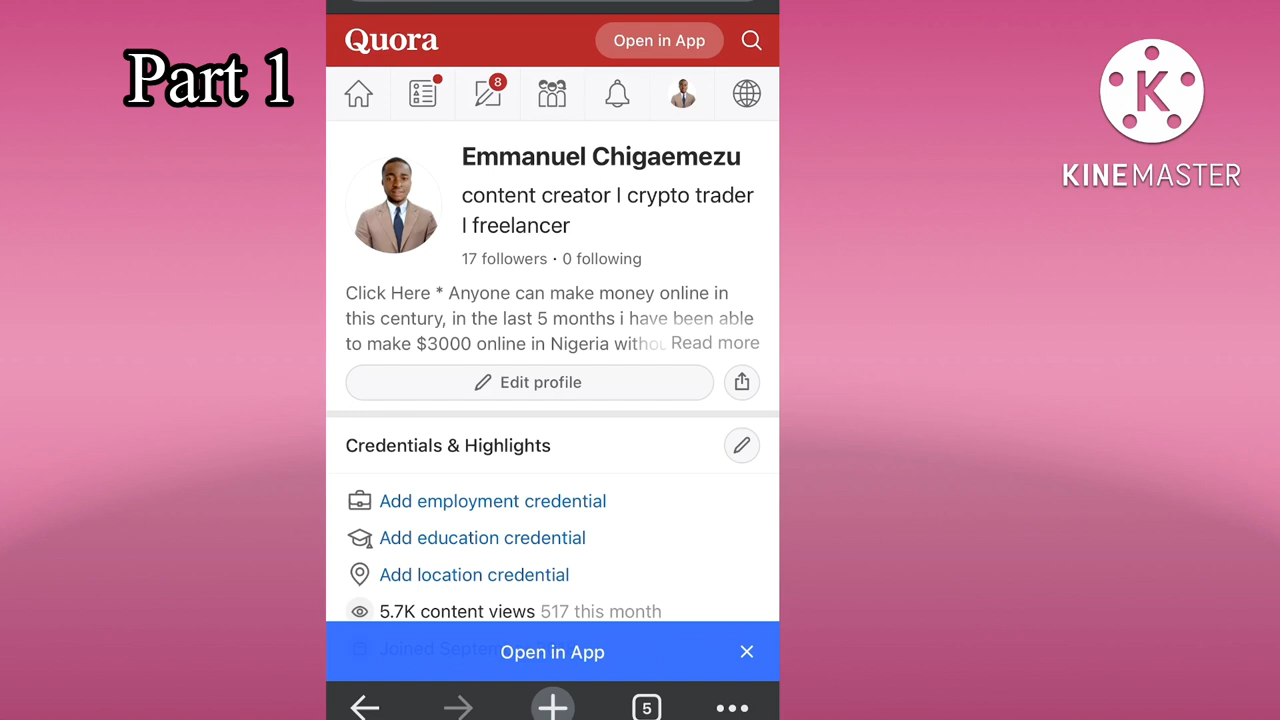 Part 1
Quora
Open in App
8
K
KINEMASTER
Emmanuel Chigaemezu
content creator I crypto trader
I freelancer
17 followers · 0 following
Click Here * Anyone can make money online in
this century, in the last 5 months i have been able
to make $3000 online in Nigeria Read more
Edit profile
Credentials & Highlights
Add employment credential
Add education credential
Add location credential
5.7K content views 517 this month
Joined
Open in App
5